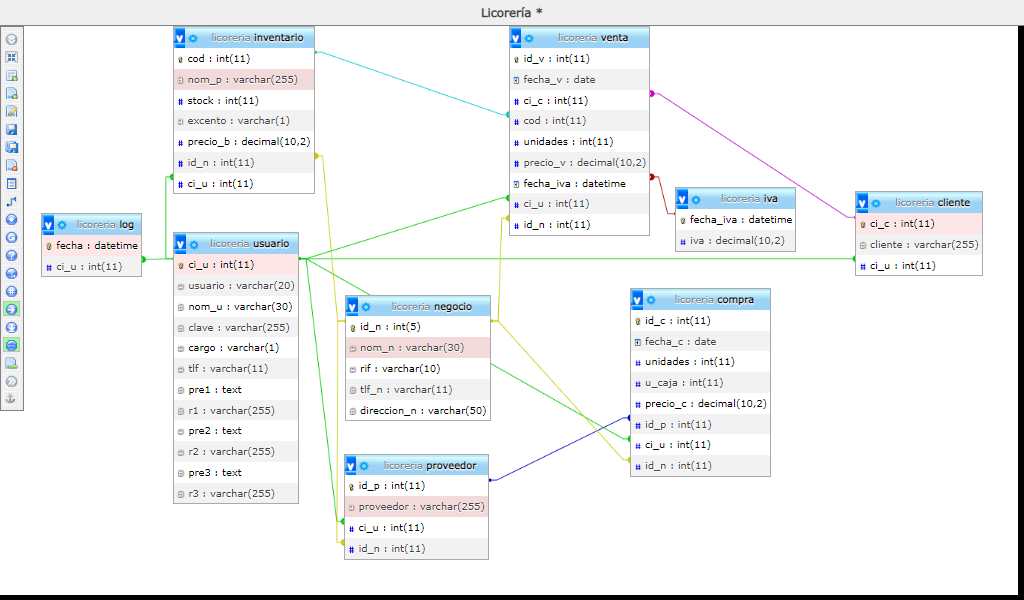 Licorería *
licoreria inventario
cod : int(11)
nom_p : varchar(255)
stock : int(11)
excento : varchar(1)
precio_b : decimal(10,2)
id_n : int(11)
ci_u : int(11)
licoreria venta
id_v : int(11)
fecha_v : date
ci_c : int(11)
cod : int(11)
unidades : int(11)
precio_v : decimal(10,2)
fecha_iva : datetime
ci_u : int(11)
id_n : int(11)
licoreria iva
fecha_iva : datetime
iva : decimal(10,2)
licoreria cliente
ci_c : int(11)
cliente : varchar(255)
ci_u : int(11)
licoreria log
fecha : datetime
ci_u : int(11)
licoreria usuario
ci_u : int(11)
usuario : varchar(20)
nom_u : varchar(30)
clave : varchar(255)
cargo : varchar(1)
tlf : varchar(11)
pre1 : text
r1 : varchar(255)
pre2 : text
r2 : varchar(255)
pre3 : text
r3 : varchar(255)
licoreria negocio
id_n : int(5)
nom_n : varchar(30)
rif : varchar(10)
tlf_n : varchar(11)
direccion_n : varchar(50)
licoreria compra
id_c : int(11)
fecha_c : date
unidades : int(11)
u_caja : int(11)
precio_c : decimal(10,2)
id_p : int(11)
ci_u : int(11)
id_n : int(11)
licoreria proveedor
id_p : int(11)
proveedor : varchar(255)
ci_u : int(11)
id_n : int(11)